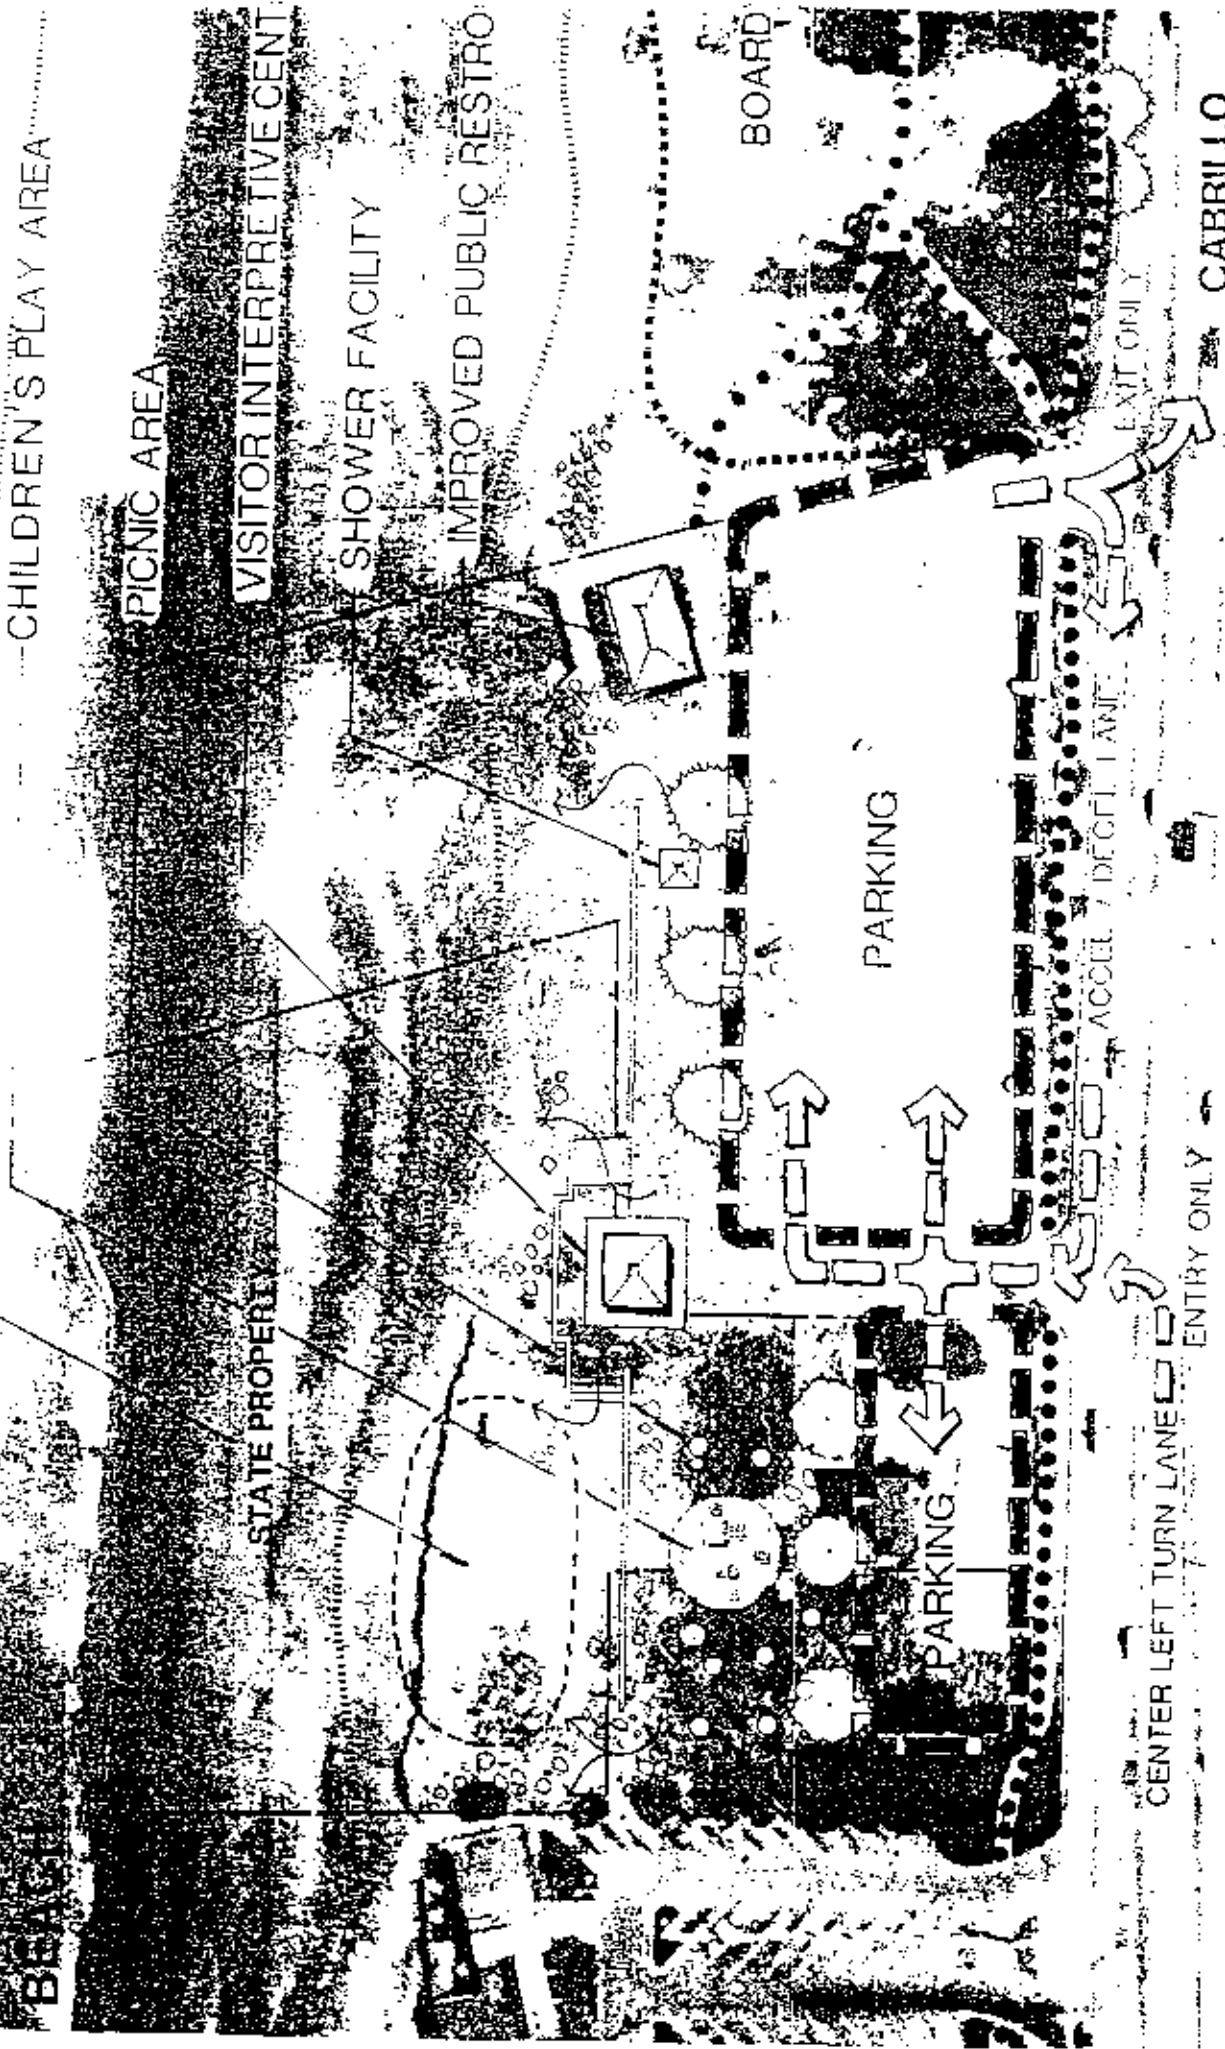 CHILDREN'S PLAY AREA
PICNIC AREA
VISITOR INTERPRETIVE CENT
SHOWER FACILITY
IMPROVED PUBLIC RESTRO
BOARD
BEACH
STATE PROPERTY
PARKING
PARKING
EXIT ONLY
ACCEL / DECEL LANE
CENTER LEFT TURN LANE
ENTRY ONLY
CABRILLO